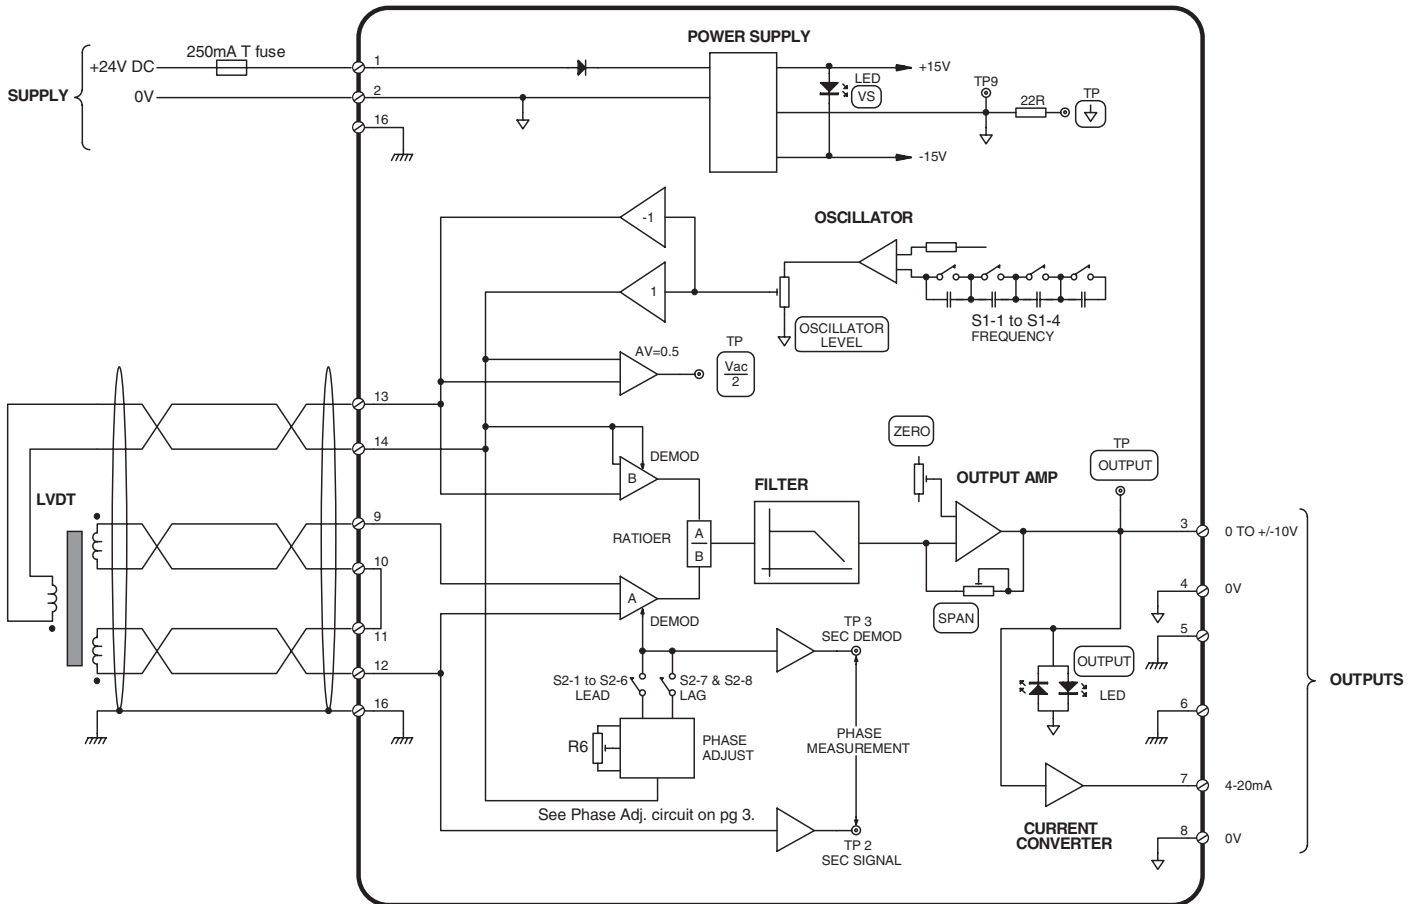 POWER SUPPLY
250mA T fuse
+24V DC
SUPPLY
0V
1
2
16
+15V
LED
VS
-15V
TP9
22R
TP
OSCILLATOR
-1
1
OSCILLATOR
LEVEL
S1-1 to S1-4
FREQUENCY
AV=0.5
TP
Vac
2
13
14
DEMOD
B
LVDT
9
10
11
12
16
RATIOER
A
B
FILTER
ZERO
OUTPUT AMP
TP
OUTPUT
SPAN
A
DEMOD
TP 3
SEC DEMOD
S2-1 to S2-6
LEAD
S2-7 & S2-8
LAG
R6
PHASE
ADJUST
PHASE
MEASUREMENT
See Phase Adj. circuit on pg 3.
TP 2
SEC SIGNAL
3
0 TO +/-10V
4
0V
5
OUTPUT
LED
6
OUTPUTS
7
4-20mA
CURRENT
CONVERTER
8
0V